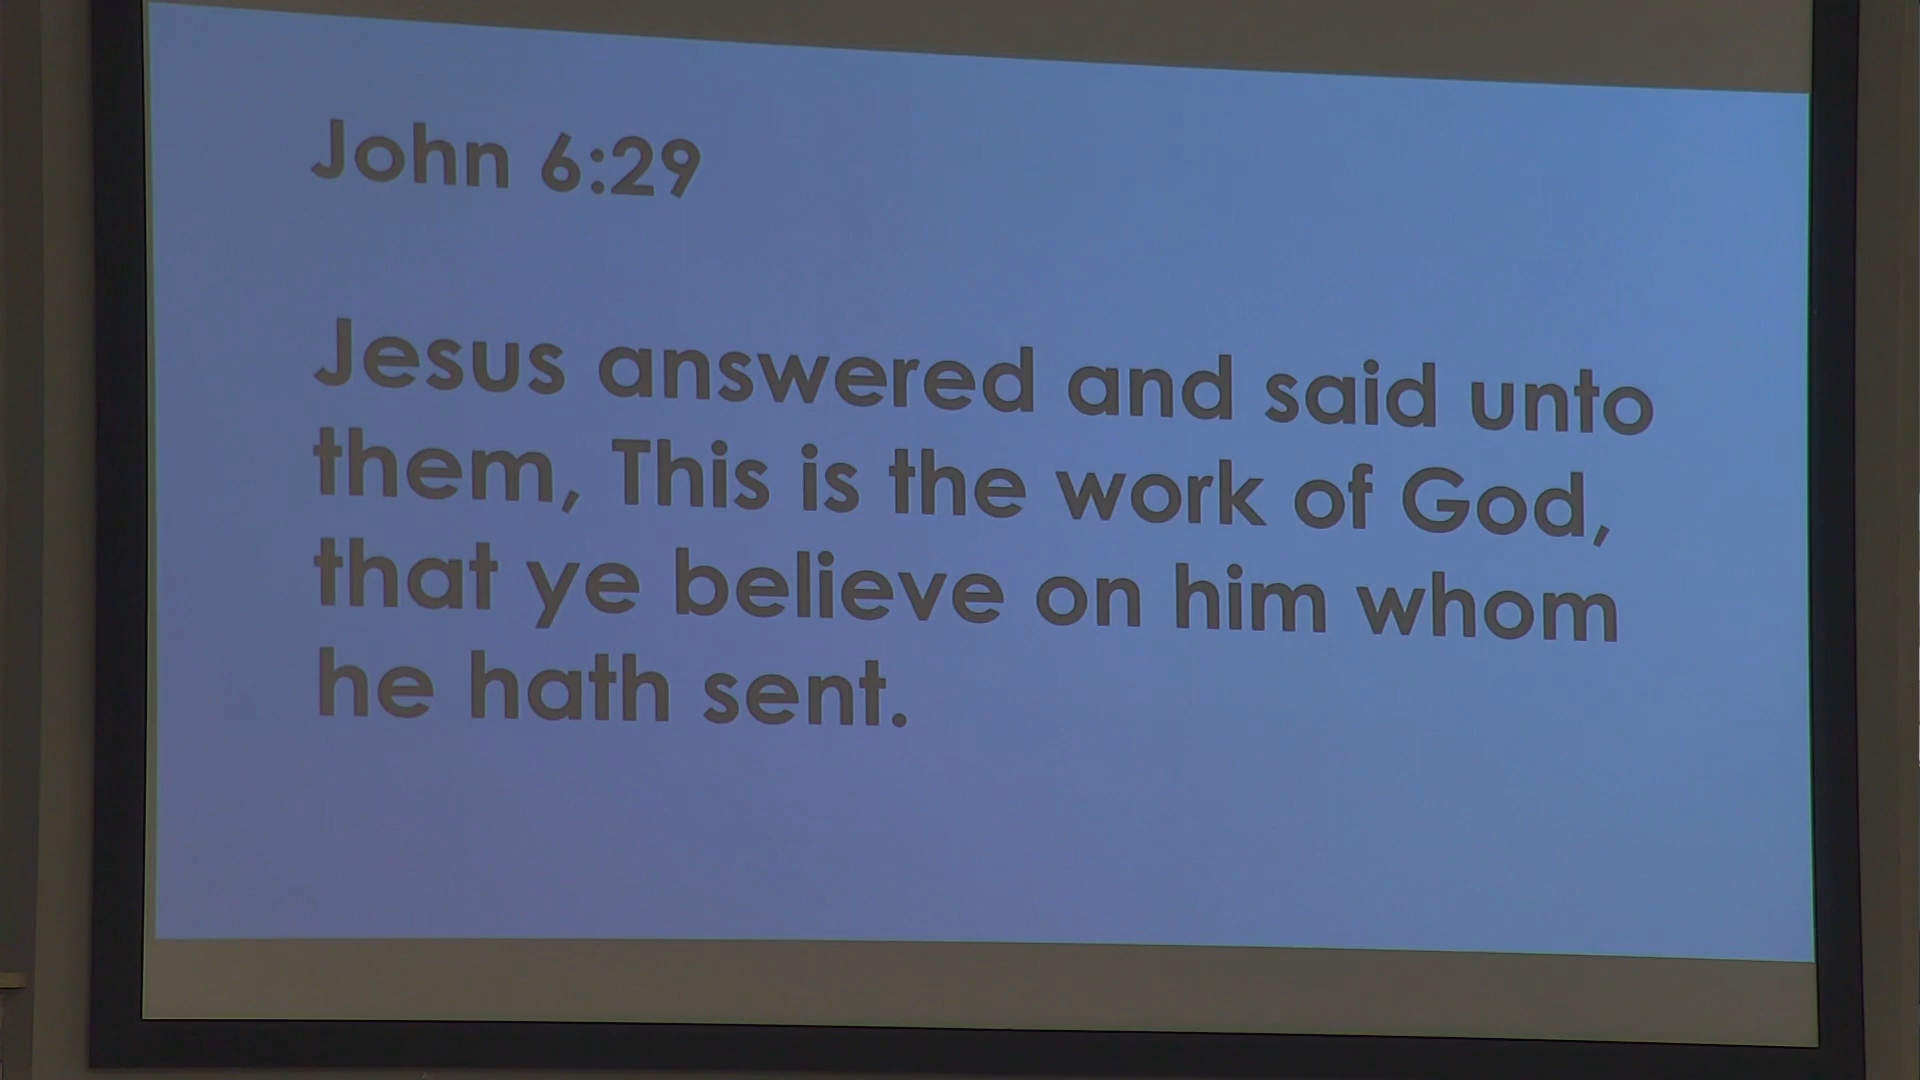 John 6:29
Jesus answered and said unto
them, This is the work of God,
that ye believe on him whom
he hath sent.